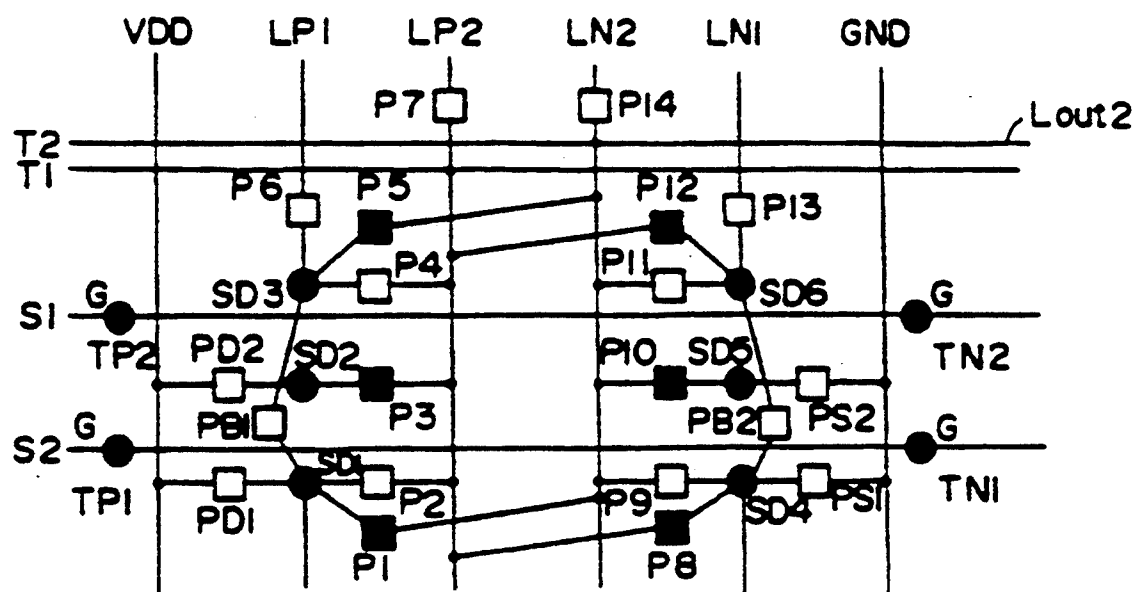 VDD LP1 LP2 LN2 LN1 GND
P7 P14 Lout2
T2
T1
P6 P5 P12 P13
P4 P11
SD3 SD6
G G
S1
TP2 PD2 SD2 P10 SD5 TN2
PB1 P3 PB2 PS2
G G
S2
SD1
TP1 P2 P9 SD4 PS1 TN1
PD1
P1 P8